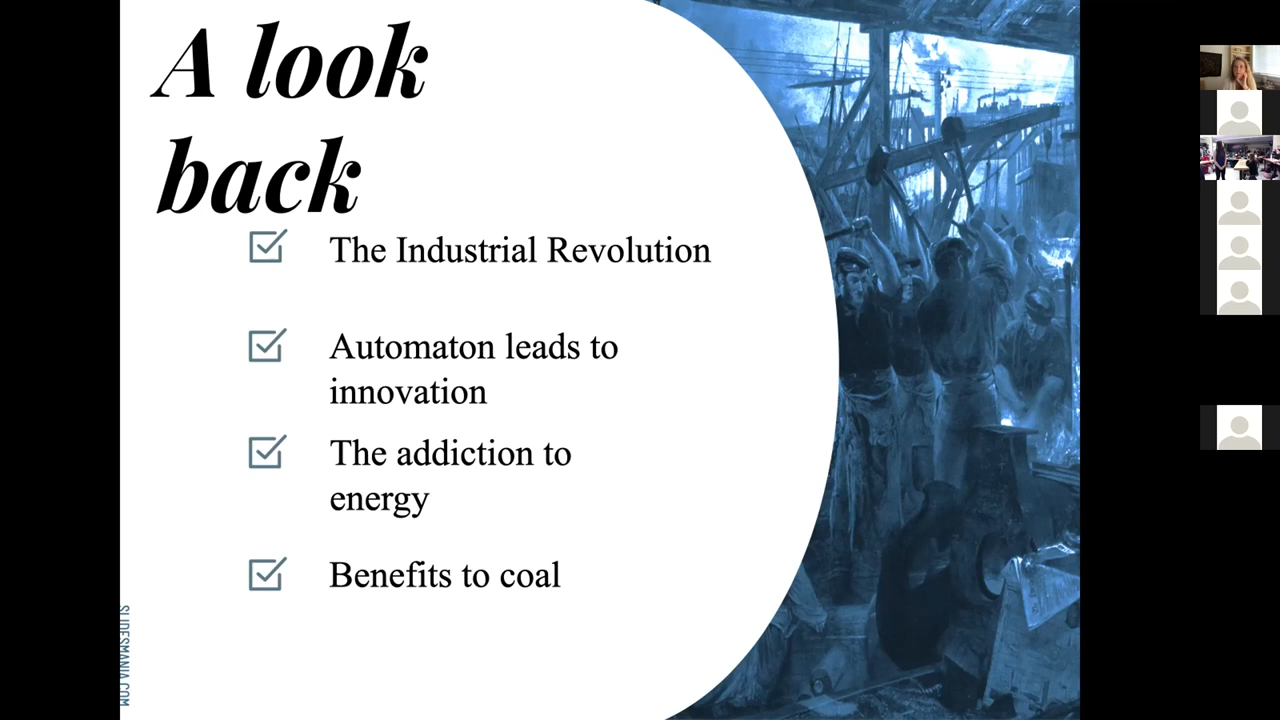 A look
back
The Industrial Revolution
Automaton leads to
innovation
The addiction to
energy
Benefits to coal
SLIDESMANIA.COM